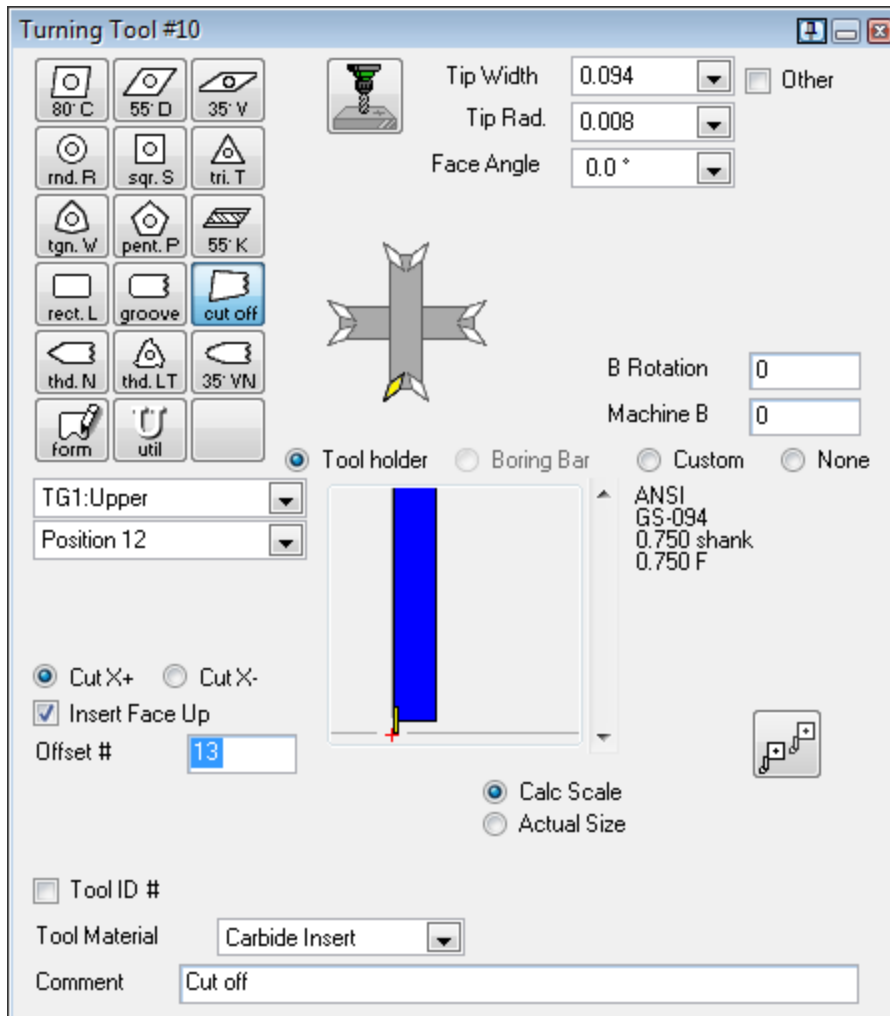 Turning Tool #10
80° C 55° D 35° V
rnd. R sqr. S tri. T
tgn. W pent. P 55° K
rect. L groove cut off
thd. N thd. LT 35° VN
form util
Tip Width 0.094 Other
Tip Rad. 0.008
Face Angle 0.0 °
B Rotation 0
Machine B 0
Tool holder Boring Bar Custom None
TG1:Upper
Position 12
ANSI
GS-094
0.750 shank
0.750 F
Cut X+ Cut X-
Insert Face Up
Offset # 13
Calc Scale
Actual Size
Tool ID #
Tool Material Carbide Insert
Comment Cut off